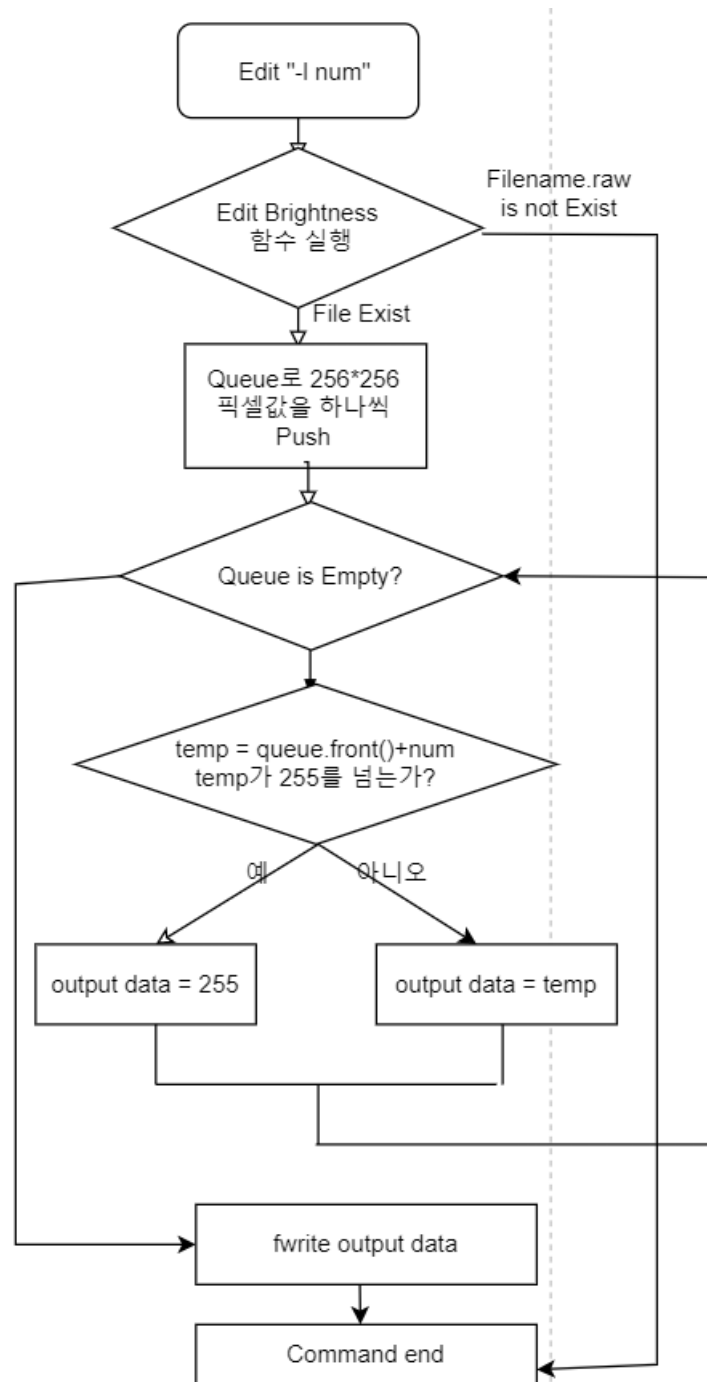 Edit "-l num"
Filename.raw
is not Exist
Edit Brightness
함수 실행
File Exist
Queue로 256*256
픽셀값을 하나씩
Push
Queue is Empty?
temp = queue.front()+num
temp가 255를 넘는가?
예
아니오
output data = 255
output data = temp
fwrite output data
Command end